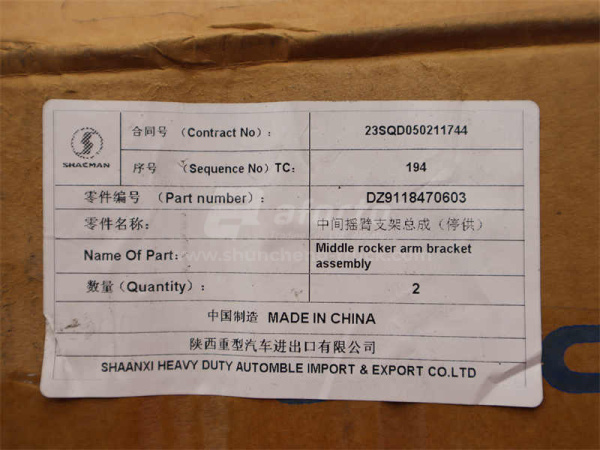 SHACMAN
合同号 (Contract No): 23SQD050211744
序号 (Sequence No) TC: 194
零件编号 (Part number): DZ9118470603
零件名称: 中间摇臂支架总成 (停供)
Name Of Part: Middle rocker arm bracket
assembly
数量 (Quantity): 2
中国制造 MADE IN CHINA
陕西重型汽车进出口有限公司
SHAANXI HEAVY DUTY AUTOMBLE IMPORT & EXPORT CO.LTD